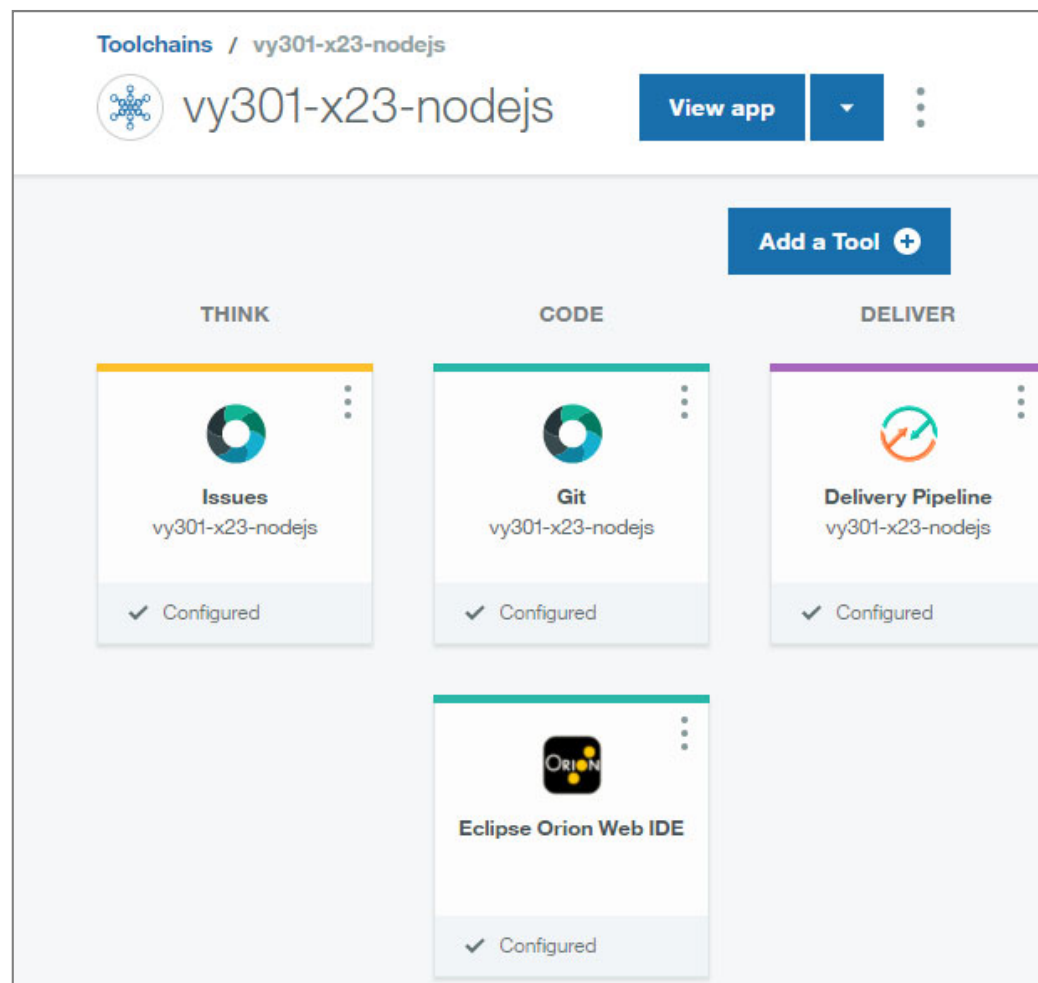 Toolchains / vy301-x23-nodejs
vy301-x23-nodejs
View app
Add a Tool
THINK CODE DELIVER
Issues
vy301-x23-nodejs
Configured
Git
vy301-x23-nodejs
Configured
Delivery Pipeline
vy301-x23-nodejs
Configured
ORION
Eclipse Orion Web IDE
Configured